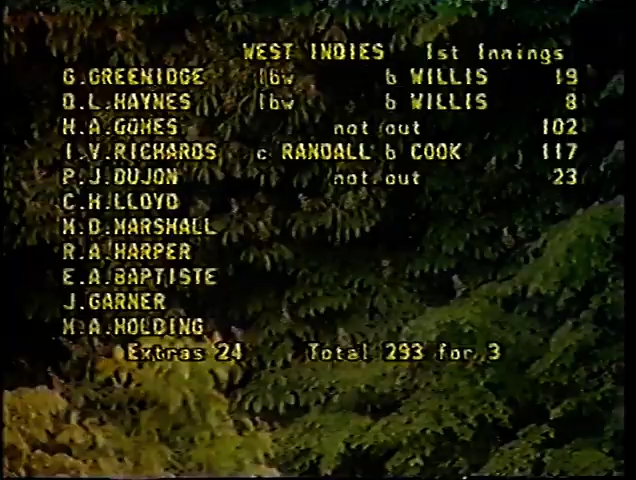 WEST INDIES 1st Innings
G.GREENIDGE lbw b WILLIS 19
D.L.HAYNES lbw b WILLIS 8
H.A.GOMES not out 102
I.V.RICHARDS c RANDALL b COOK 117
P.J.DUJON not out 23
C.H.LLOYD
M.D.MARSHALL
R.A.HARPER
E.A.BAPTISTE
J.GARNER
M.A.HOLDING
Extras 24 Total 293 for 3